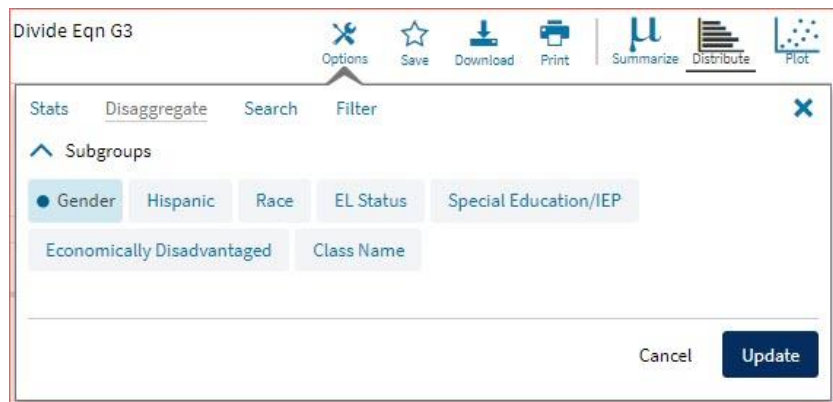 Divide Eqn G3
Options Save Download Print μ Summarize Distribute Plot
Stats Disaggregate Search Filter
Subgroups
Gender Hispanic Race EL Status Special Education/IEP
Economically Disadvantaged Class Name
Cancel Update